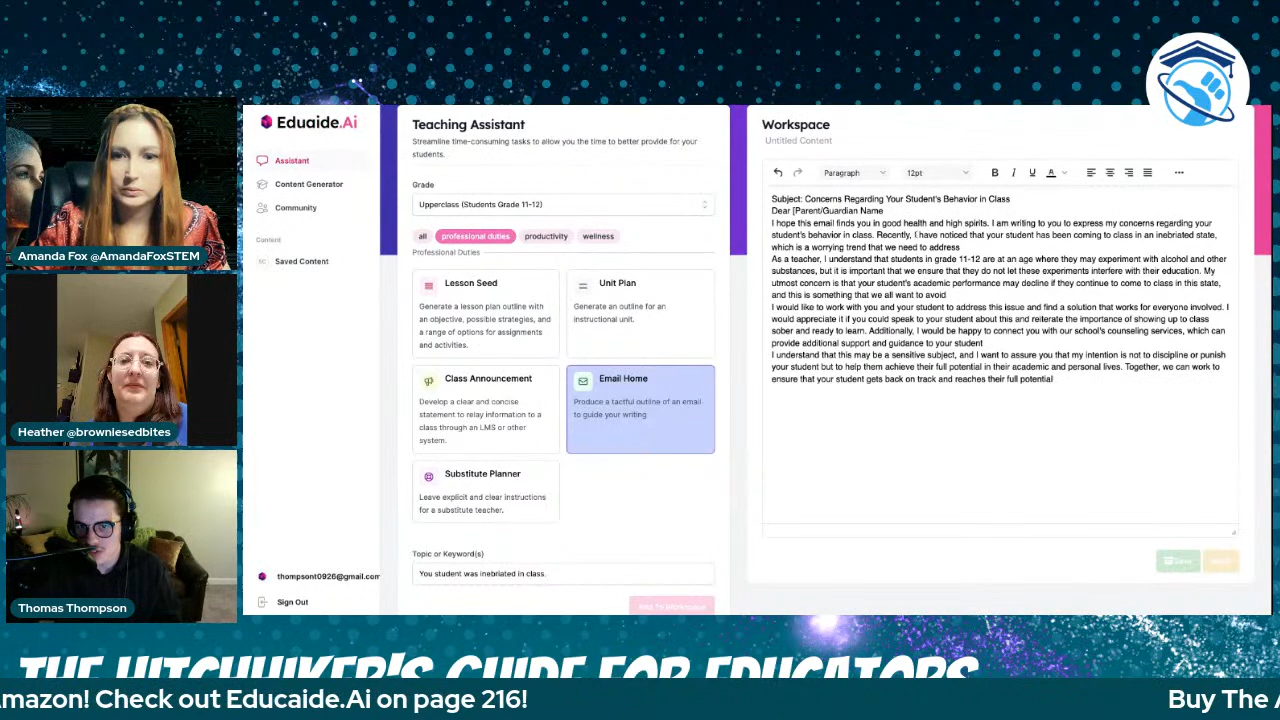 Amanda Fox @AmandaFoxSTEM
Heather @browniesedbites
Thomas Thompson
Eduaide.Ai
Assistant
Content Generator
Community
Content
Saved Content
thompsont0926@gmail.com
Sign Out
Teaching Assistant
Streamline time-consuming tasks to allow you the time to better provide for your
students.
Grade
Upperclass (Students Grade 11-12)
all professional duties productivity wellness
Professional Duties
Lesson Seed
Generate a lesson plan outline with
an objective, possible strategies, and
a range of options for assignments
and activities.
Unit Plan
Generate an outline for an
instructional unit.
Class Announcement
Develop a clear and concise
statement to relay information to a
class through an LMS or other
system.
Email Home
Produce a tactful outline of an email
to guide your writing.
Substitute Planner
Leave explicit and clear instructions
for a substitute teacher.
Topic or Keyword(s)
You student was inebriated in class.
Add To Workspace
Workspace
Untitled Content
Paragraph 12pt B I U A
Subject: Concerns Regarding Your Student's Behavior in Class
Dear [Parent/Guardian Name
I hope this email finds you in good health and high spirits. I am writing to you to express my concerns regarding your
student's behavior in class. Recently, I have noticed that your student has been coming to class in an inebriated state,
which is a worrying trend that we need to address
As a teacher, I understand that students in grade 11-12 are at an age where they may experiment with alcohol and other
substances, but it is important that we ensure that they do not let these experiments interfere with their education. My
utmost concern is that your student's academic performance may decline if they continue to come to class in this state,
and this is something that we all want to avoid
I would like to work with you and your student to address this issue and find a solution that works for everyone involved. I
would appreciate it if you could speak to your student about this and reiterate the importance of showing up to class
sober and ready to learn. Additionally, I would be happy to connect you with our school's counseling services, which can
provide additional support and guidance to your student
I understand that this may be a sensitive subject, and I want to assure you that my intention is not to discipline or punish
your student but to help them achieve their full potential in their academic and personal lives. Together, we can work to
ensure that your student gets back on track and reaches their full potential
THE HITCHHIKER'S GUIDE FOR EDUCATORS
mazon! Check out Educaide.Ai on page 216! Buy The A